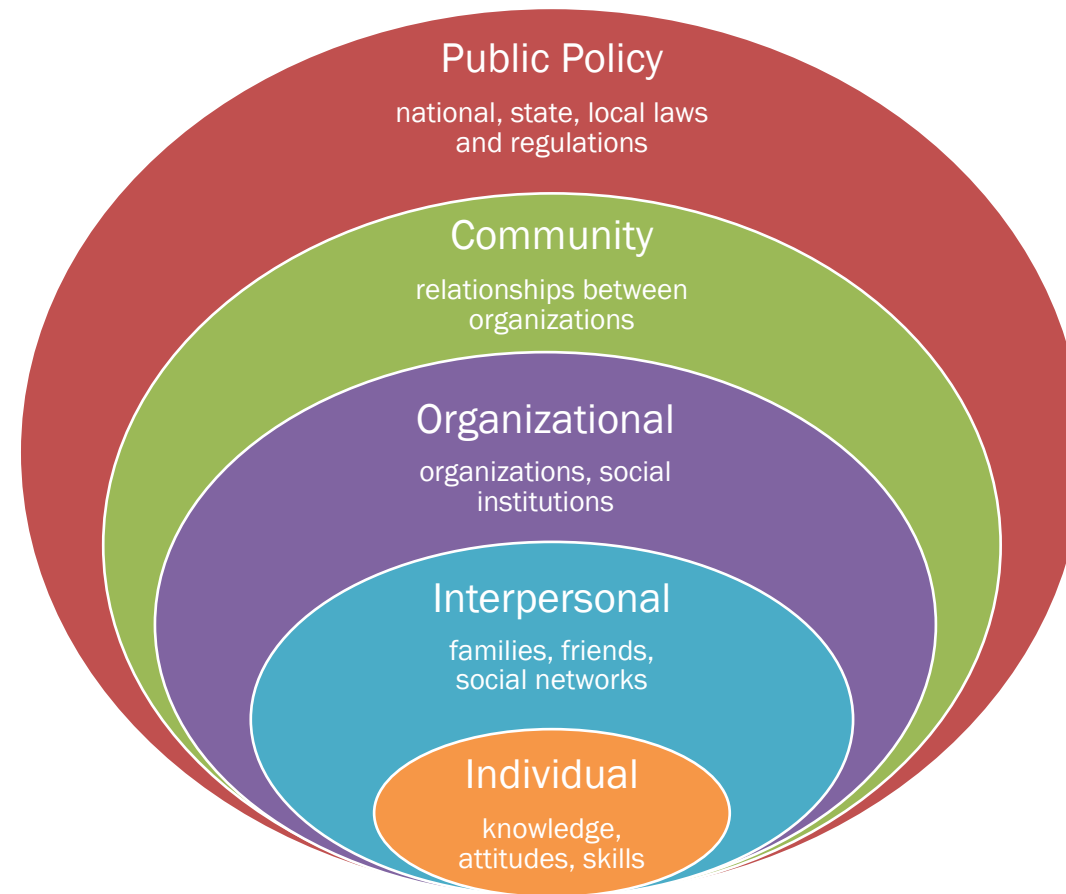 Public Policy
national, state, local laws
and regulations
Community
relationships between
organizations
Organizational
organizations, social
institutions
Interpersonal
families, friends,
social networks
Individual
knowledge,
attitudes, skills